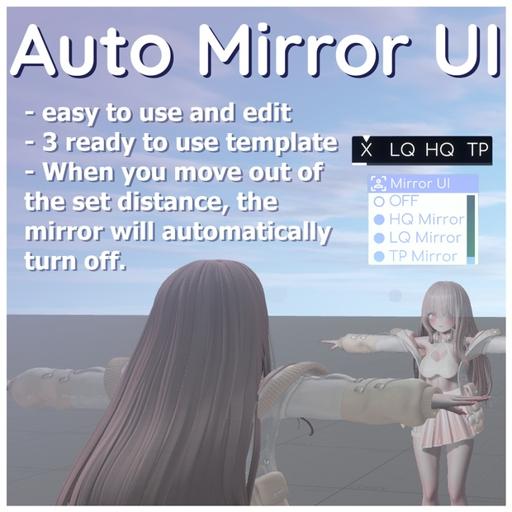 Auto Mirror UI
- easy to use and edit
- 3 ready to use template
- When you move out of
the set distance, the
mirror will automatically
turn off.
X LQ HQ TP
Mirror UI
OFF
HQ Mirror
LQ Mirror
TP Mirror